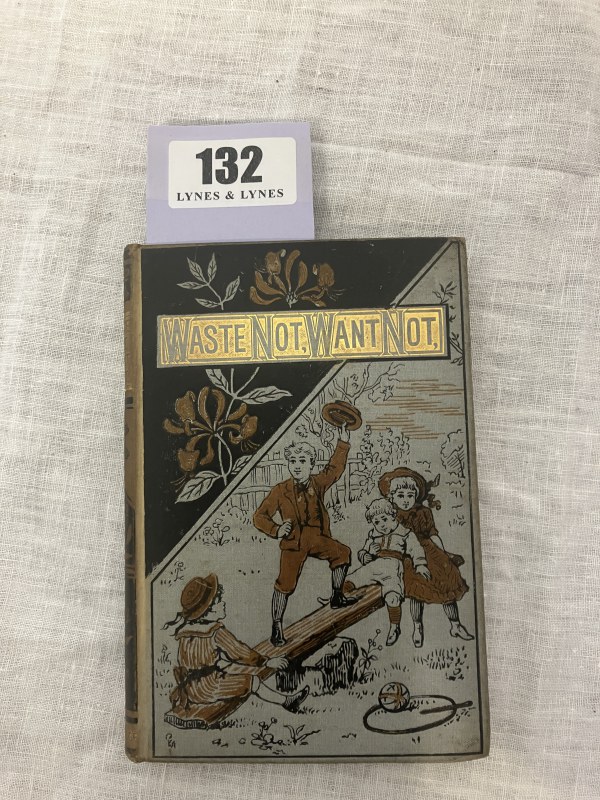 132
LYNES & LYNES
WASTE NOT, WANT NOT,